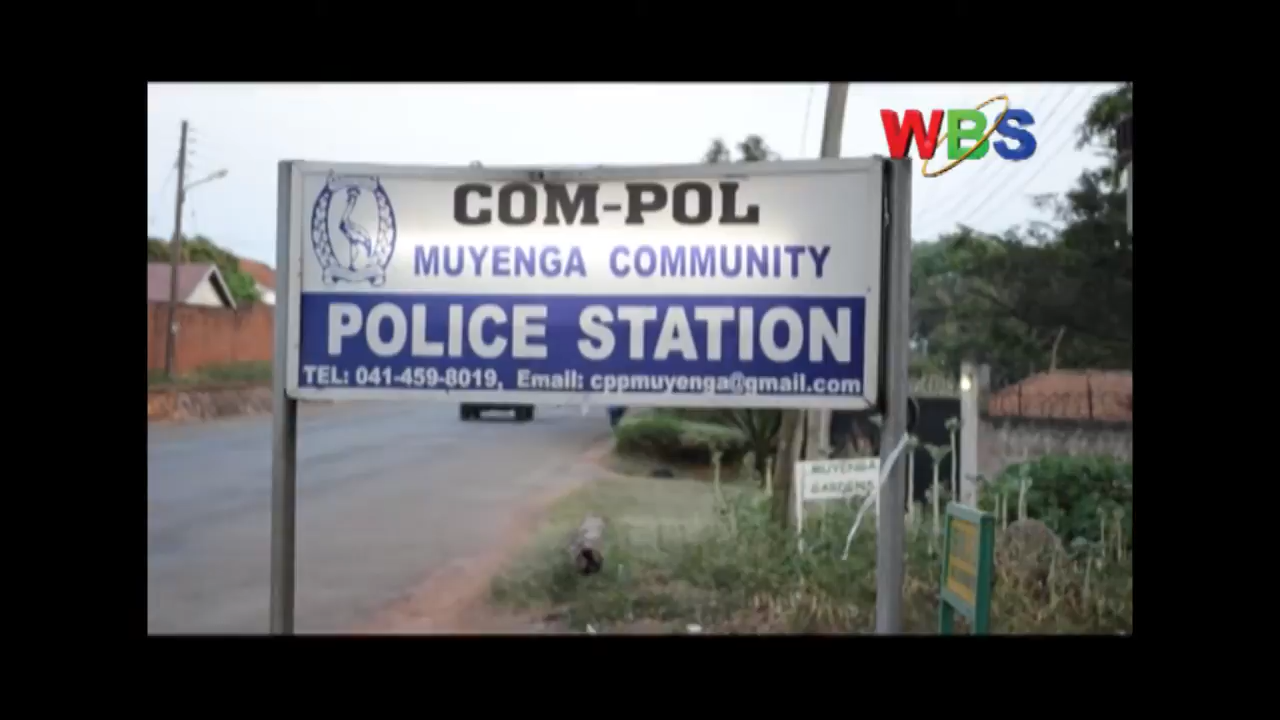 WBS
COM-POL
MUYENGA COMMUNITY
POLICE STATION
TEL: 041-459-8019, Email: cppmuyenga@gmail.com
MUYENGA
GARDENS